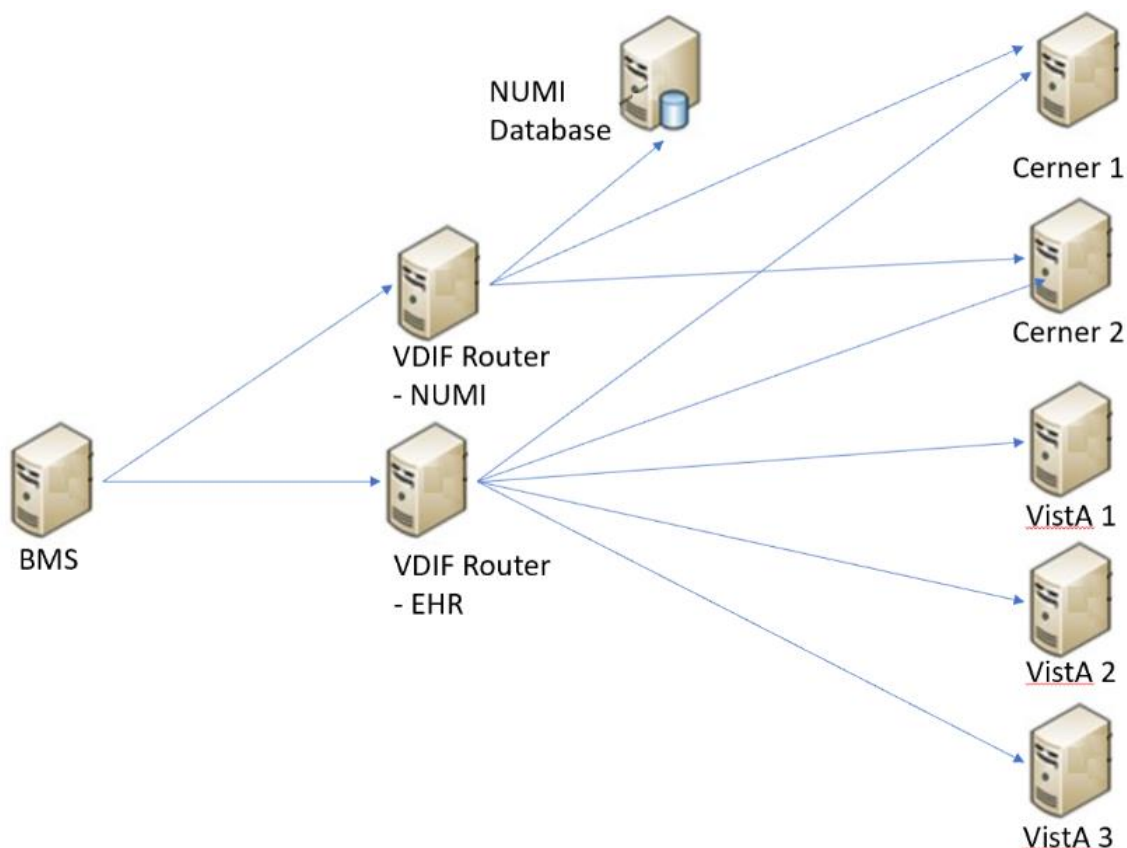 NUMI
Database
Cerner 1
Cerner 2
VDIF Router
- NUMI
VistA 1
BMS
VDIF Router
- EHR
VistA 2
VistA 3